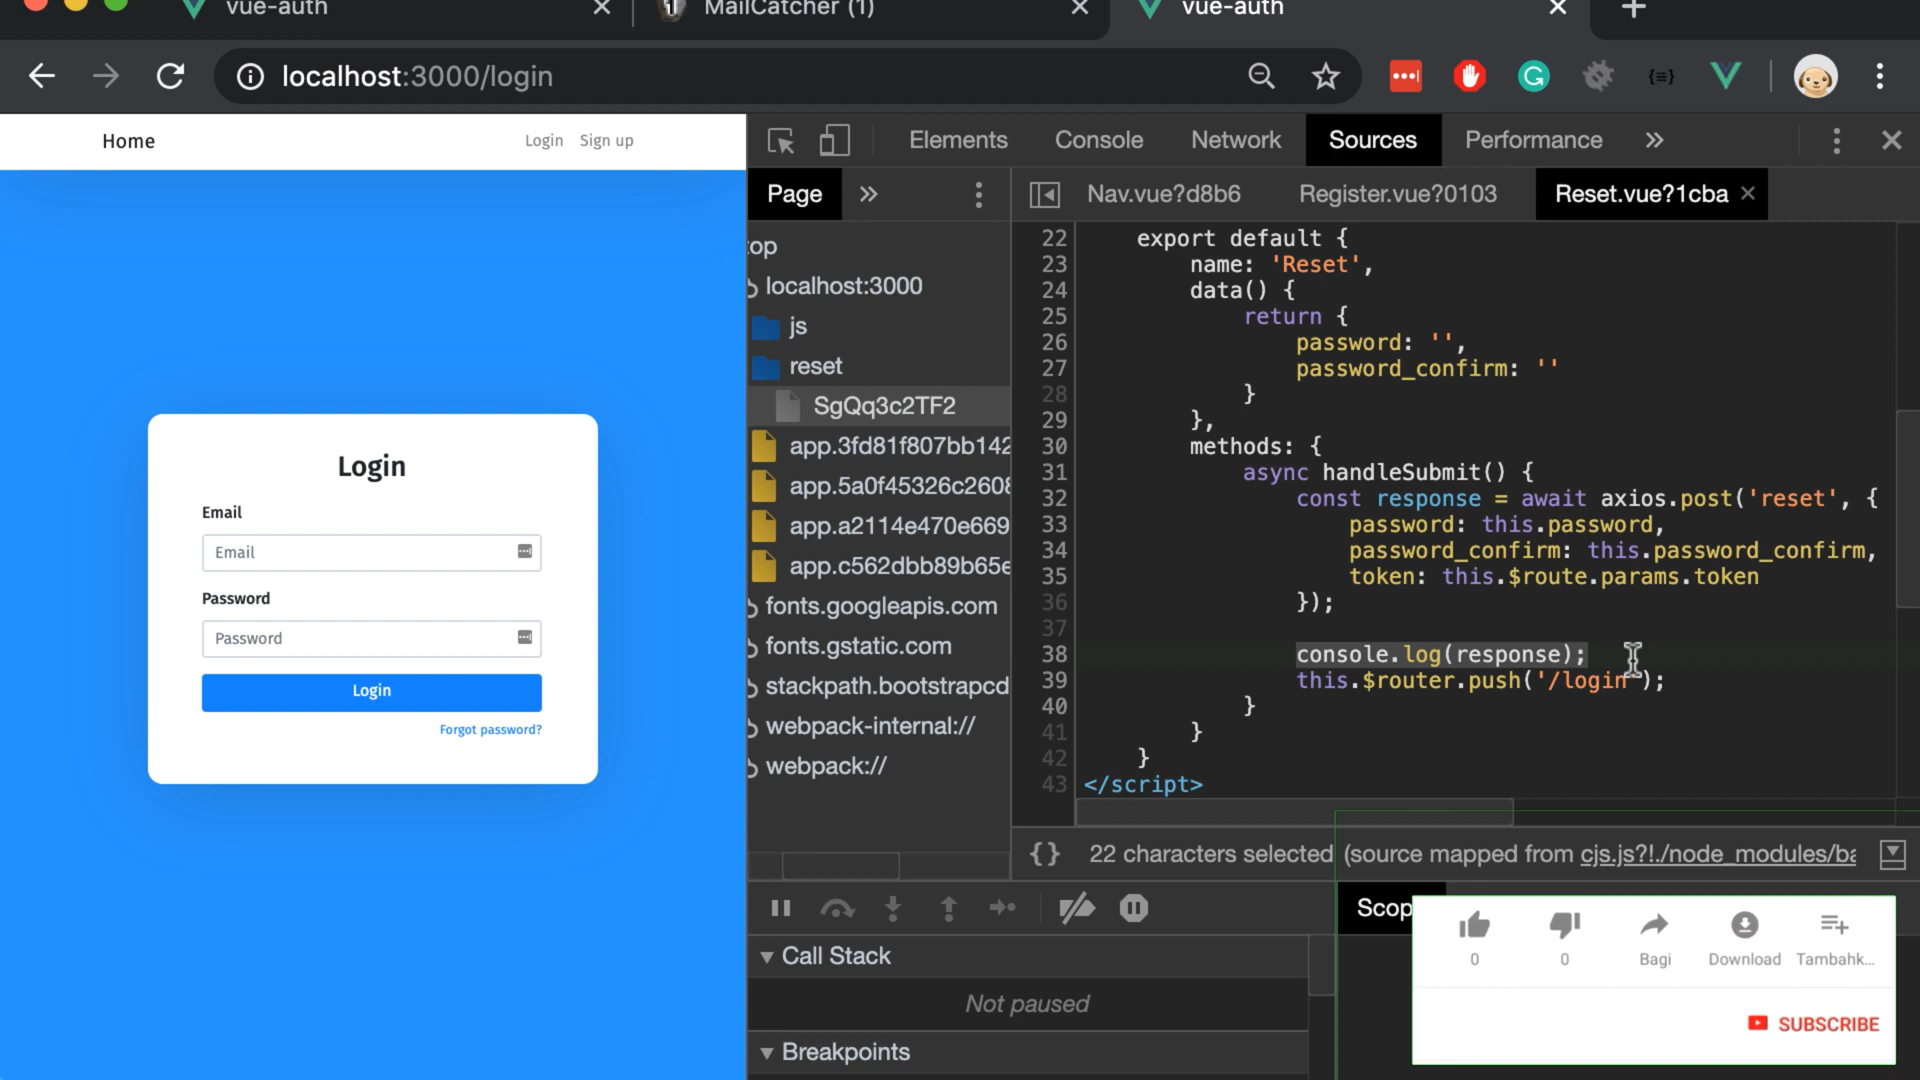 vue-auth
MailCatcher (1)
vue-auth
localhost:3000/login
Home
Login
Sign up
Login
Email
Email
Password
Password
Login
Forgot password?
Elements
Console
Network
Sources
Performance
Page
Nav.vue?d8b6
Register.vue?0103
Reset.vue?1cba
top
localhost:3000
js
reset
SgQq3c2TF2
app.3fd81f807bb142
app.5a0f45326c2608
app.a2114e470e669
app.c562dbb89b65e
fonts.googleapis.com
fonts.gstatic.com
stackpath.bootstrapcd
webpack-internal://
webpack://
22 export default {
23 name: 'Reset',
24 data() {
25 return {
26 password: '',
27 password_confirm: ''
28 }
29 },
30 methods: {
31 async handleSubmit() {
32 const response = await axios.post('reset', {
33 password: this.password,
34 password_confirm: this.password_confirm,
35 token: this.$route.params.token
36 });
37
38 console.log(response);
39 this.$router.push('/login');
40 }
41 }
42 }
43 </script>
{} 22 characters selected (source mapped from cjs.js?!./node_modules/ba
Call Stack
Not paused
Breakpoints
Scop
0
0
Bagi
Download
Tambahk...
SUBSCRIBE